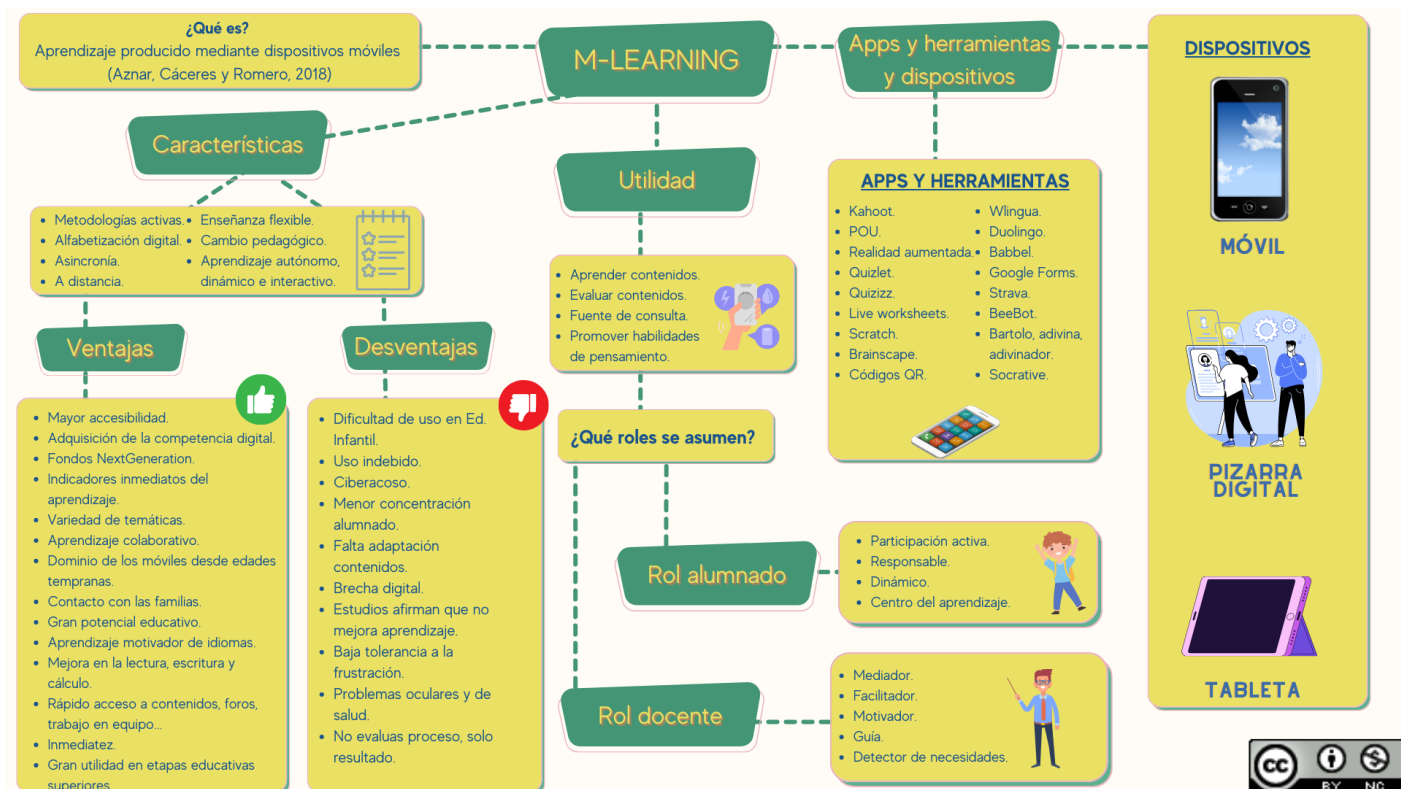 ¿Qué es?
Aprendizaje producido mediante dispositivos móviles
(Aznar, Cáceres y Romero, 2018)
M-LEARNING
Apps y herramientas
y dispositivos
DISPOSITIVOS
MÓVIL
PIZARRA
DIGITAL
TABLETA
Características
• Metodologías activas.
• Alfabetización digital.
• Asincronía.
• A distancia.
• Enseñanza flexible.
• Cambio pedagógico.
• Aprendizaje autónomo,
dinámico e interactivo.
Ventajas
• Mayor accesibilidad.
• Adquisición de la competencia digital.
• Fondos NextGeneration.
• Indicadores inmediatos del
aprendizaje.
• Variedad de temáticas.
• Aprendizaje colaborativo.
• Dominio de los móviles desde edades
tempranas.
• Contacto con las familias.
• Gran potencial educativo.
• Aprendizaje motivador de idiomas.
• Mejora en la lectura, escritura y
cálculo.
• Rápido acceso a contenidos, foros,
trabajo en equipo...
• Inmediatez.
• Gran utilidad en etapas educativas
superiores
Desventajas
• Dificultad de uso en Ed.
Infantil.
• Uso indebido.
• Ciberacoso.
• Menor concentración
alumnado.
• Falta adaptación
contenidos.
• Brecha digital.
• Estudios afirman que no
mejora aprendizaje.
• Baja tolerancia a la
frustración.
• Problemas oculares y de
salud.
• No evaluas proceso, solo
resultado.
Utilidad
• Aprender contenidos.
• Evaluar contenidos.
• Fuente de consulta.
• Promover habilidades
de pensamiento.
¿Qué roles se asumen?
Rol alumnado
• Participación activa.
• Responsable.
• Dinámico.
• Centro del aprendizaje.
Rol docente
• Mediador.
• Facilitador.
• Motivador.
• Guía.
• Detector de necesidades.
APPS Y HERRAMIENTAS
• Kahoot.
• POU.
• Realidad aumentada.
• Quizlet.
• Quizizz.
• Live worksheets.
• Scratch.
• Brainscape.
• Códigos QR.
• Wlingua.
• Duolingo.
• Babbel.
• Google Forms.
• Strava.
• BeeBot.
• Bartolo, adivina,
adivinador.
• Socrative.
cc
BY NC